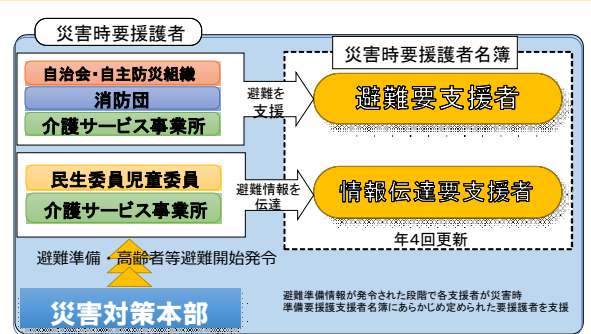 災害時要援護者
災害時要援護者名簿
自治会・自主防災組織
消防団
介護サービス事業所
避難を
支援
避難要支援者
民生委員児童委員
介護サービス事業所
避難情報を
伝達
情報伝達要支援者
年4回更新
避難準備・高齢者等避難開始発令
災害対策本部
避難準備情報が発令された段階で各支援者が災害時
準備要援護支援者名簿にあらかじめ定められた要援護者を支援